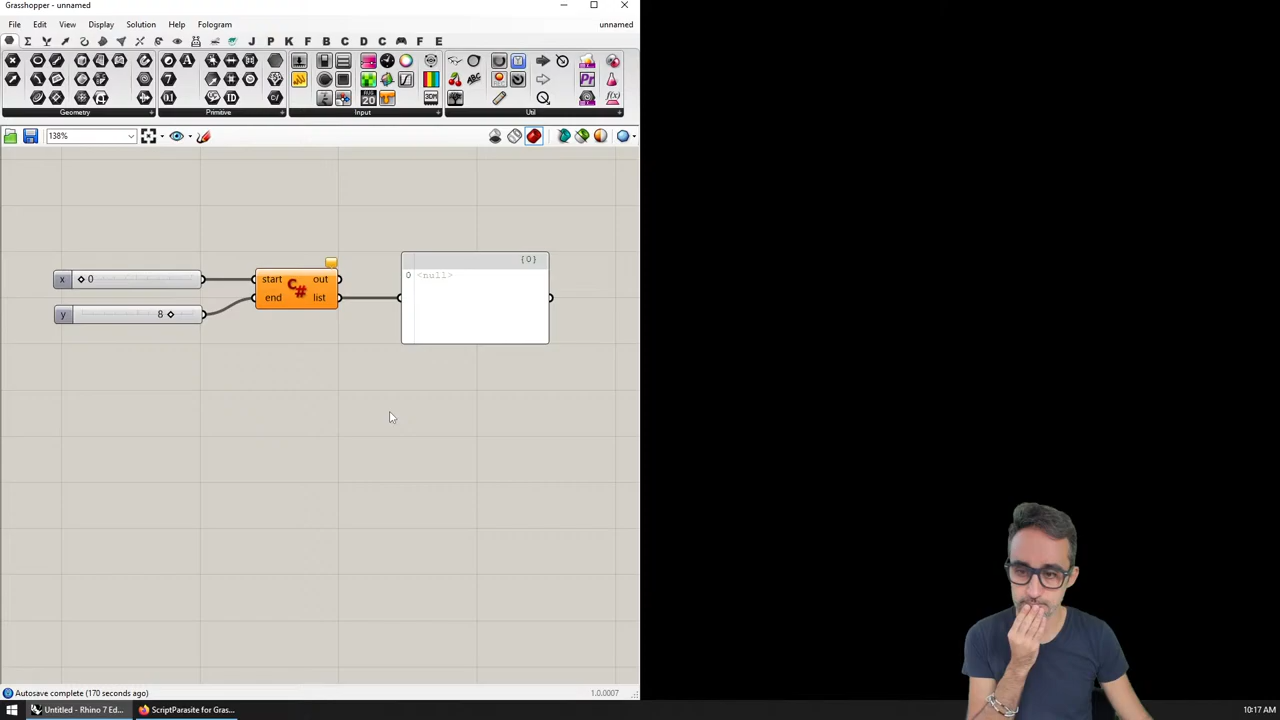 Grasshopper - unnamed
File Edit View Display Solution Help Fologram unnamed
J P K F B C D C F E
Geometry Primitive Input Util
138%
{0}
x 0 start out 0 <null>
end list
y 8
Autosave complete (170 seconds ago) 1.0.0007
Untitled - Rhino 7 Ed... ScriptParasite for Gras... 10:17 AM